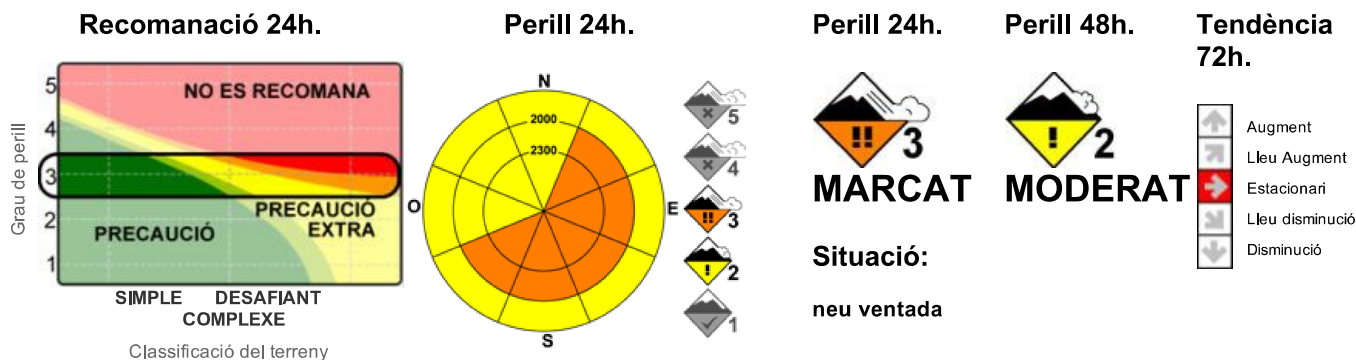 Recomanació 24h.
Grau de perill
5
4
3
2
1
NO ES RECOMANA
PRECAUCIÓ
EXTRA
PRECAUCIÓ
SIMPLE DESAFIANT
COMPLEXE
Classificació del terreny
Perill 24h.
N
2000
2300
O
E
S
5
4
!! 3
! 2
1
Perill 24h.
!! 3
MARCAT
Situació:
neu ventada
Perill 48h.
! 2
MODERAT
Tendència
72h.
Augment
Lleu Augment
Estacionari
Lleu disminució
Disminució